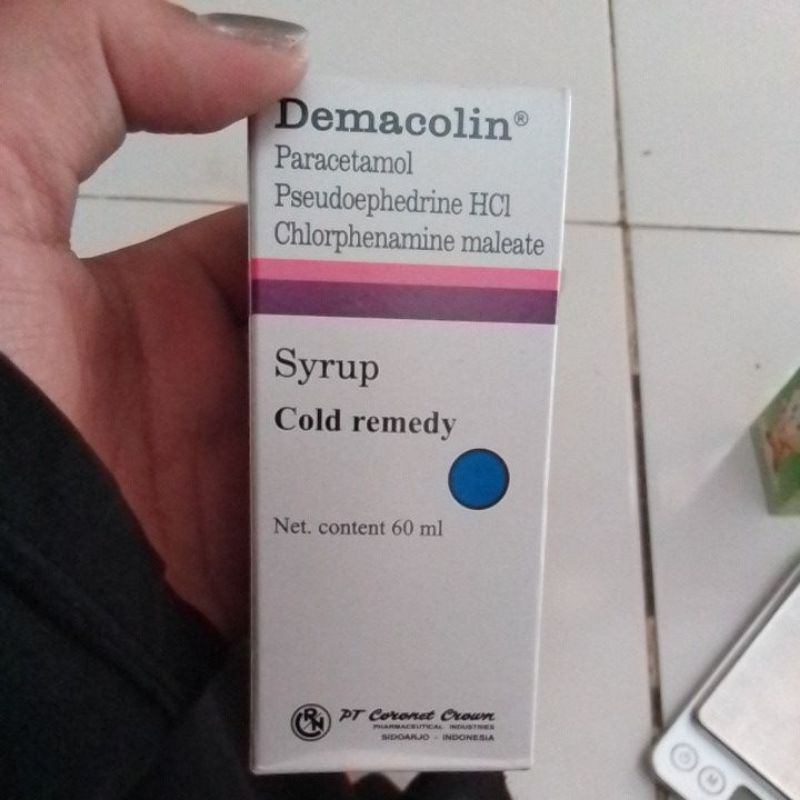 Demacolin®
Paracetamol
Pseudoephedrine HCl
Chlorphenamine maleate
Syrup
Cold remedy
Net. content 60 ml
PT Coronet Crown
PHARMACEUTICAL INDUSTRIES
SIDOARJO - INDONESIA
M